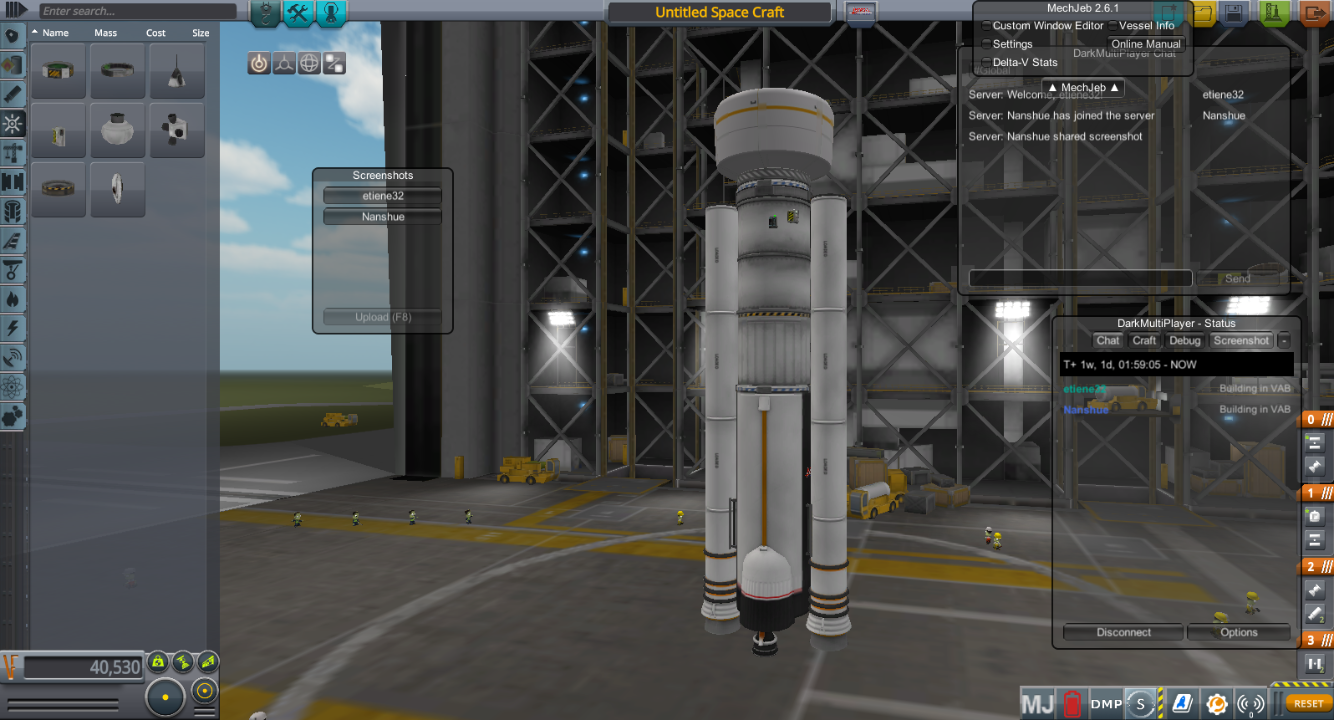 Enter search...
Untitled Space Craft
MechJeb 2.6.1
Custom Window Editor
Vessel Info
Settings
Online Manual
Delta-V Stats
▲ MechJeb ▲
Name Mass Cost Size
DarkMultiPlayer Chat
Server: Welcome, etiene32!
Server: Nanshue has joined the server
Server: Nanshue shared screenshot
etiene32
Nanshue
Send
Screenshots
etiene32
Nanshue
Upload (F8)
DarkMultiPlayer - Status
Chat Craft Debug Screenshot -
T+ 1w, 1d, 01:59:05 - NOW
Building in VAB
Nanshue Building in VAB
Disconnect Options
0
1
2
2
3
2
40,530
MJ
DMP
S
0
RESET